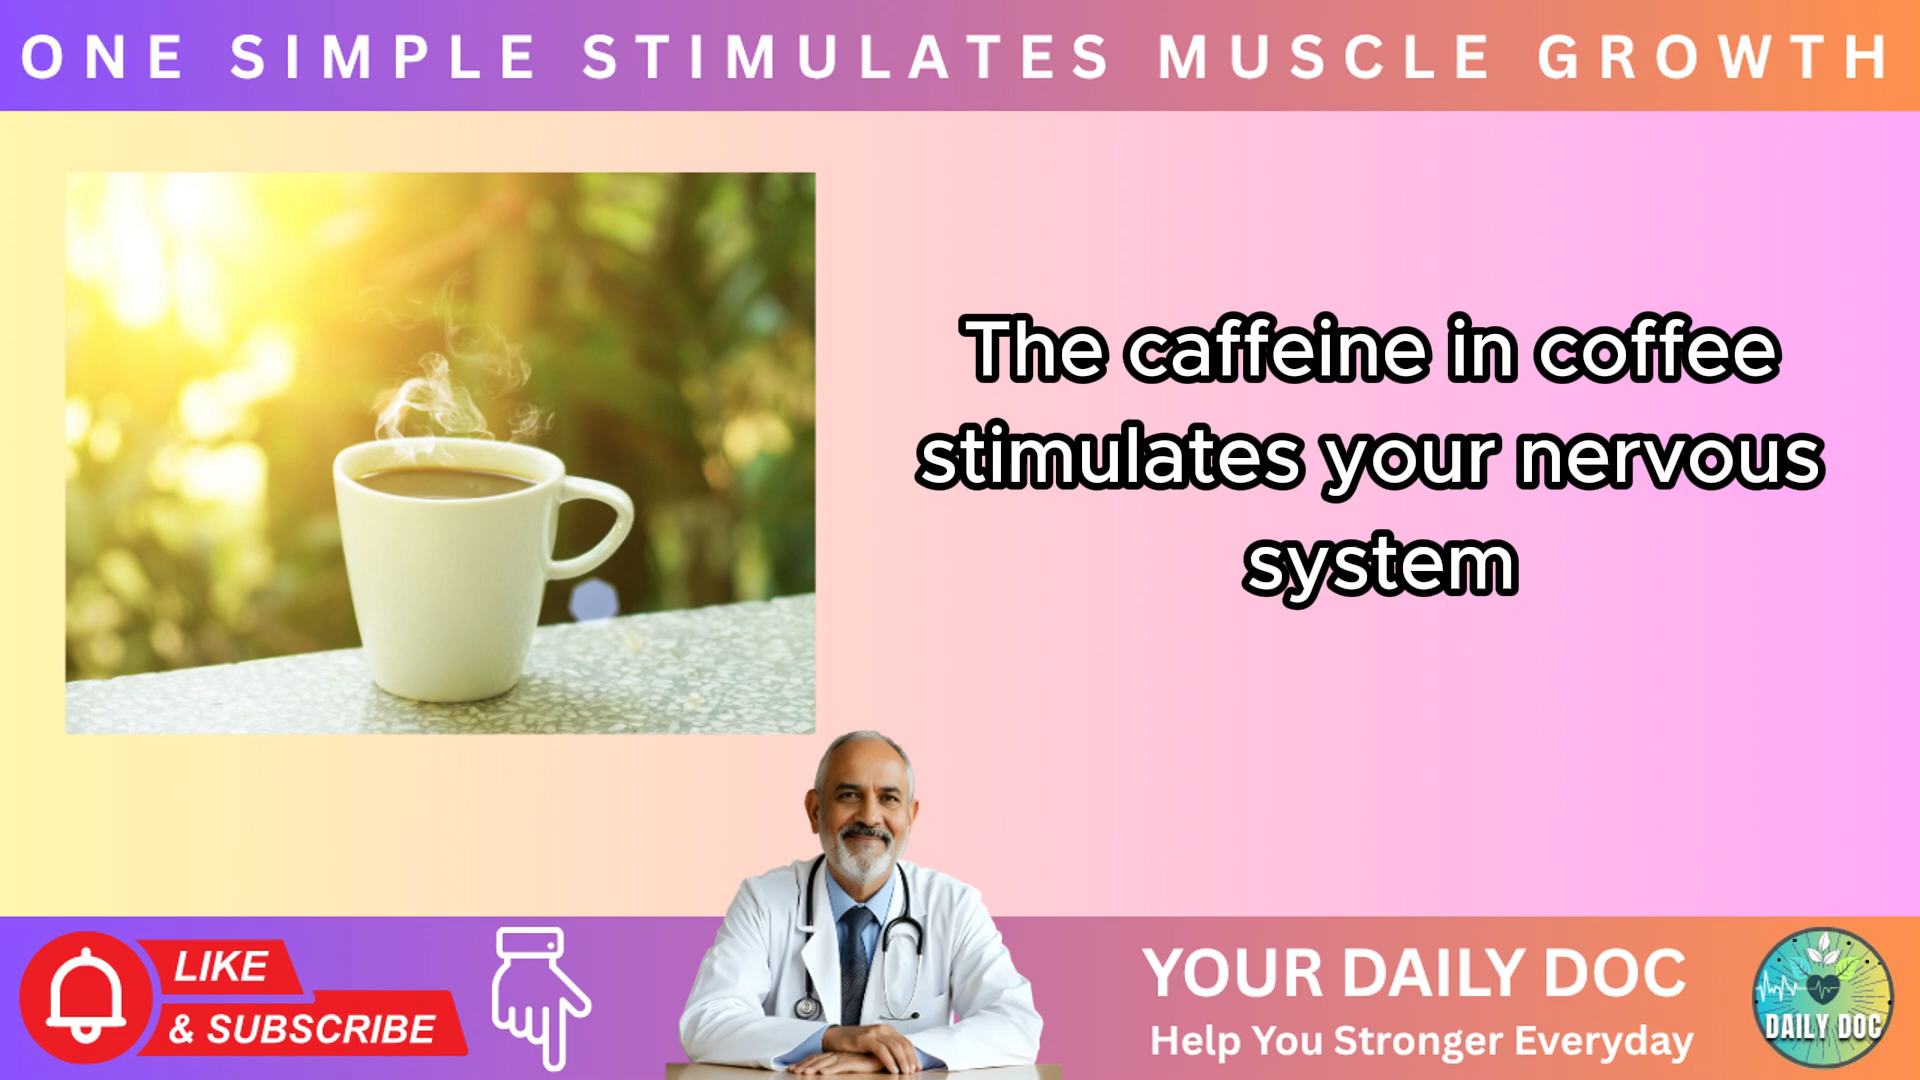 ONE SIMPLE STIMULATES MUSCLE GROWTH
The caffeine in coffee
stimulates your nervous
system
LIKE
& SUBSCRIBE
YOUR DAILY DOC
Help You Stronger Everyday
DAILY DOC